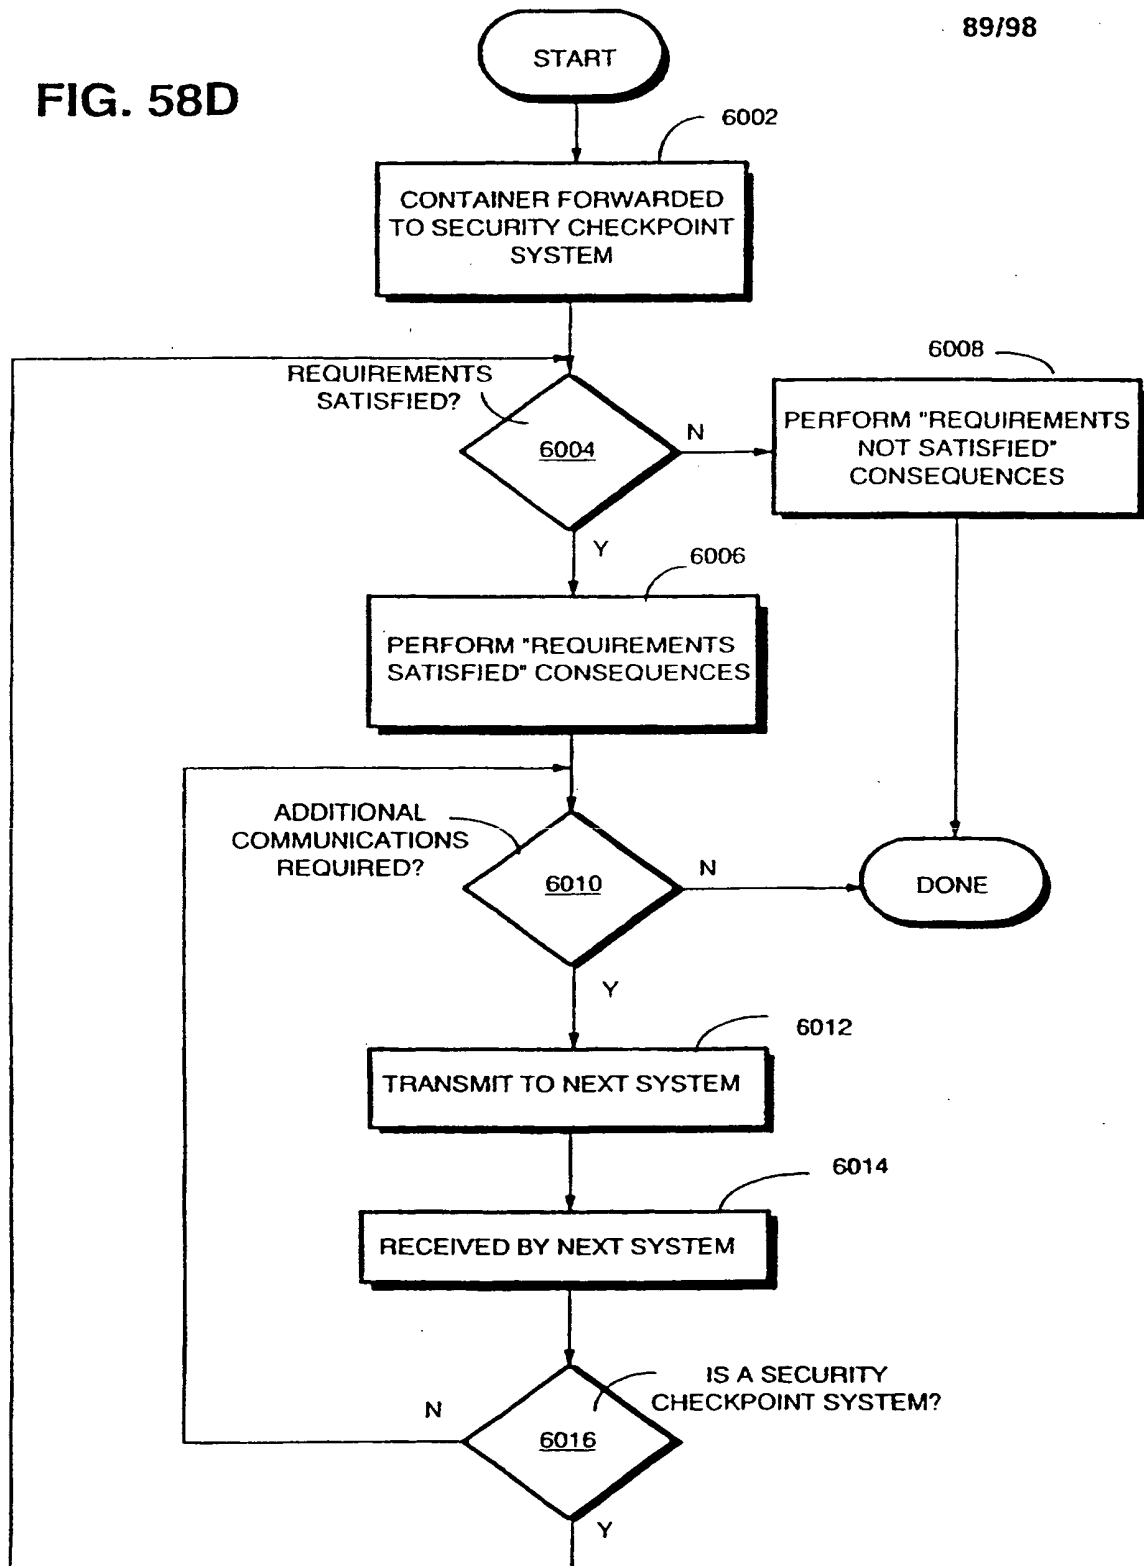 89/98
FIG. 58D
START
6002
CONTAINER FORWARDED
TO SECURITY CHECKPOINT
SYSTEM
REQUIREMENTS
SATISFIED?
6004
N
6008
PERFORM "REQUIREMENTS
NOT SATISFIED"
CONSEQUENCES
Y
6006
PERFORM "REQUIREMENTS
SATISFIED" CONSEQUENCES
ADDITIONAL
COMMUNICATIONS
REQUIRED?
6010
N
DONE
Y
6012
TRANSMIT TO NEXT SYSTEM
6014
RECEIVED BY NEXT SYSTEM
IS A SECURITY
CHECKPOINT SYSTEM?
N
6016
Y